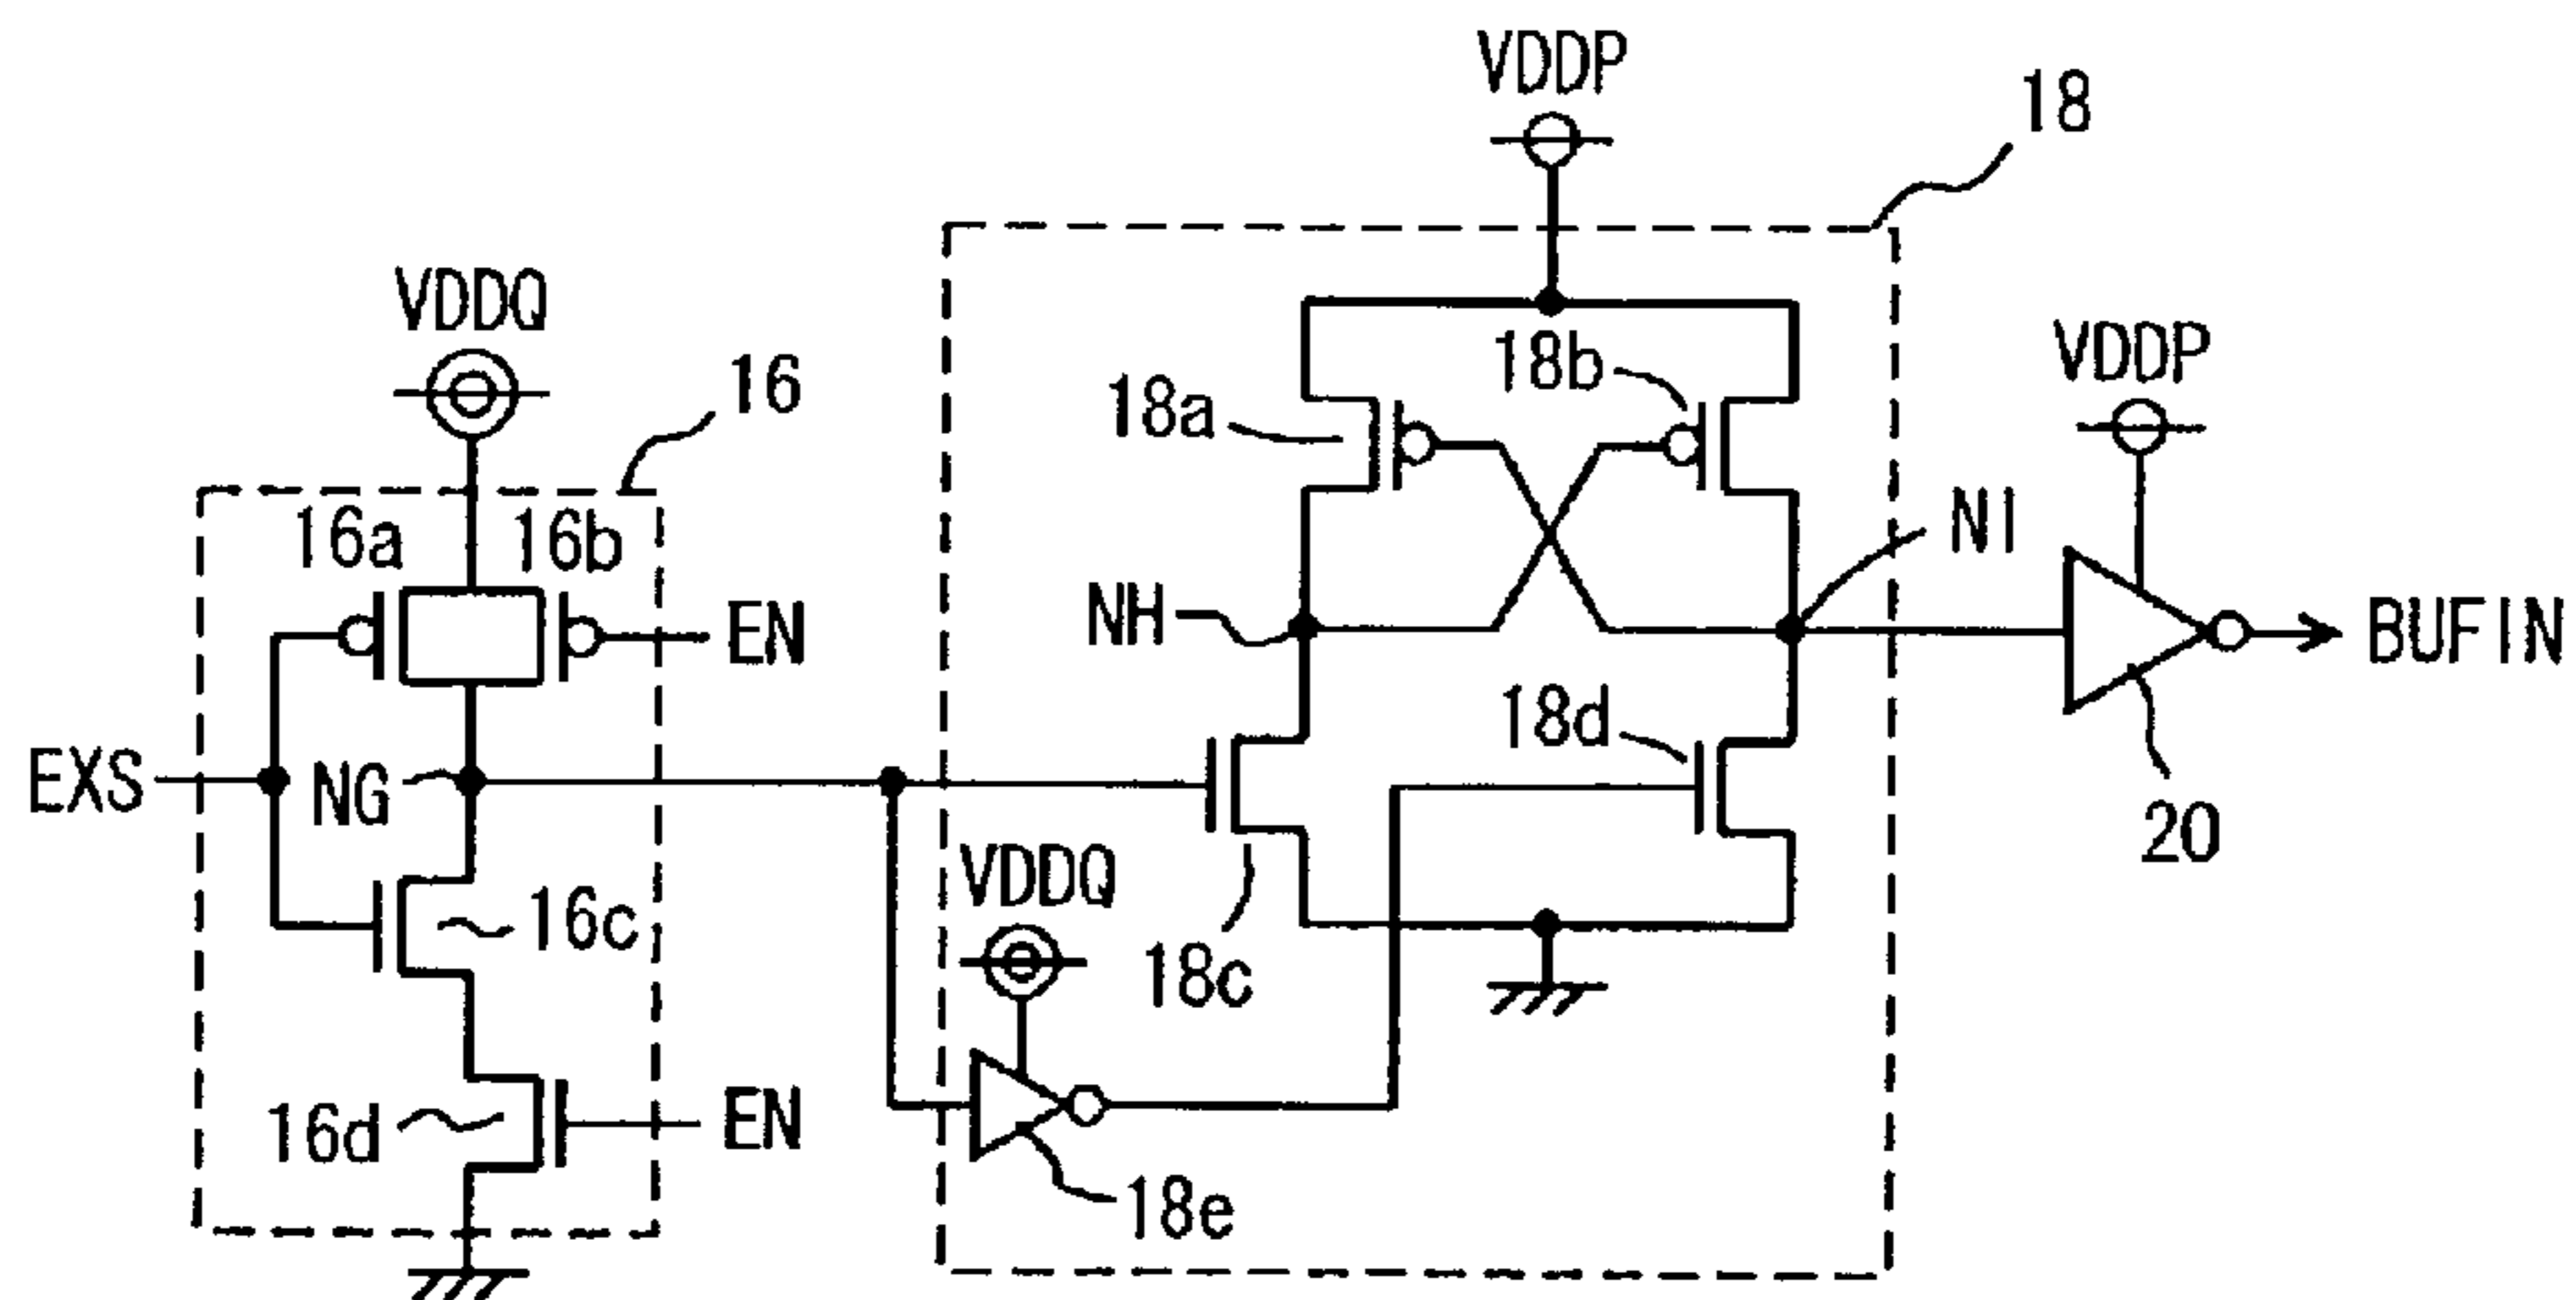 VDDP
18
VDDQ
16
18b
VDDP
18a
16a
16b
NI
EN
NH
BUFIN
18d
EXS
NG
20
VDDQ
16c
18c
16d
EN
18e